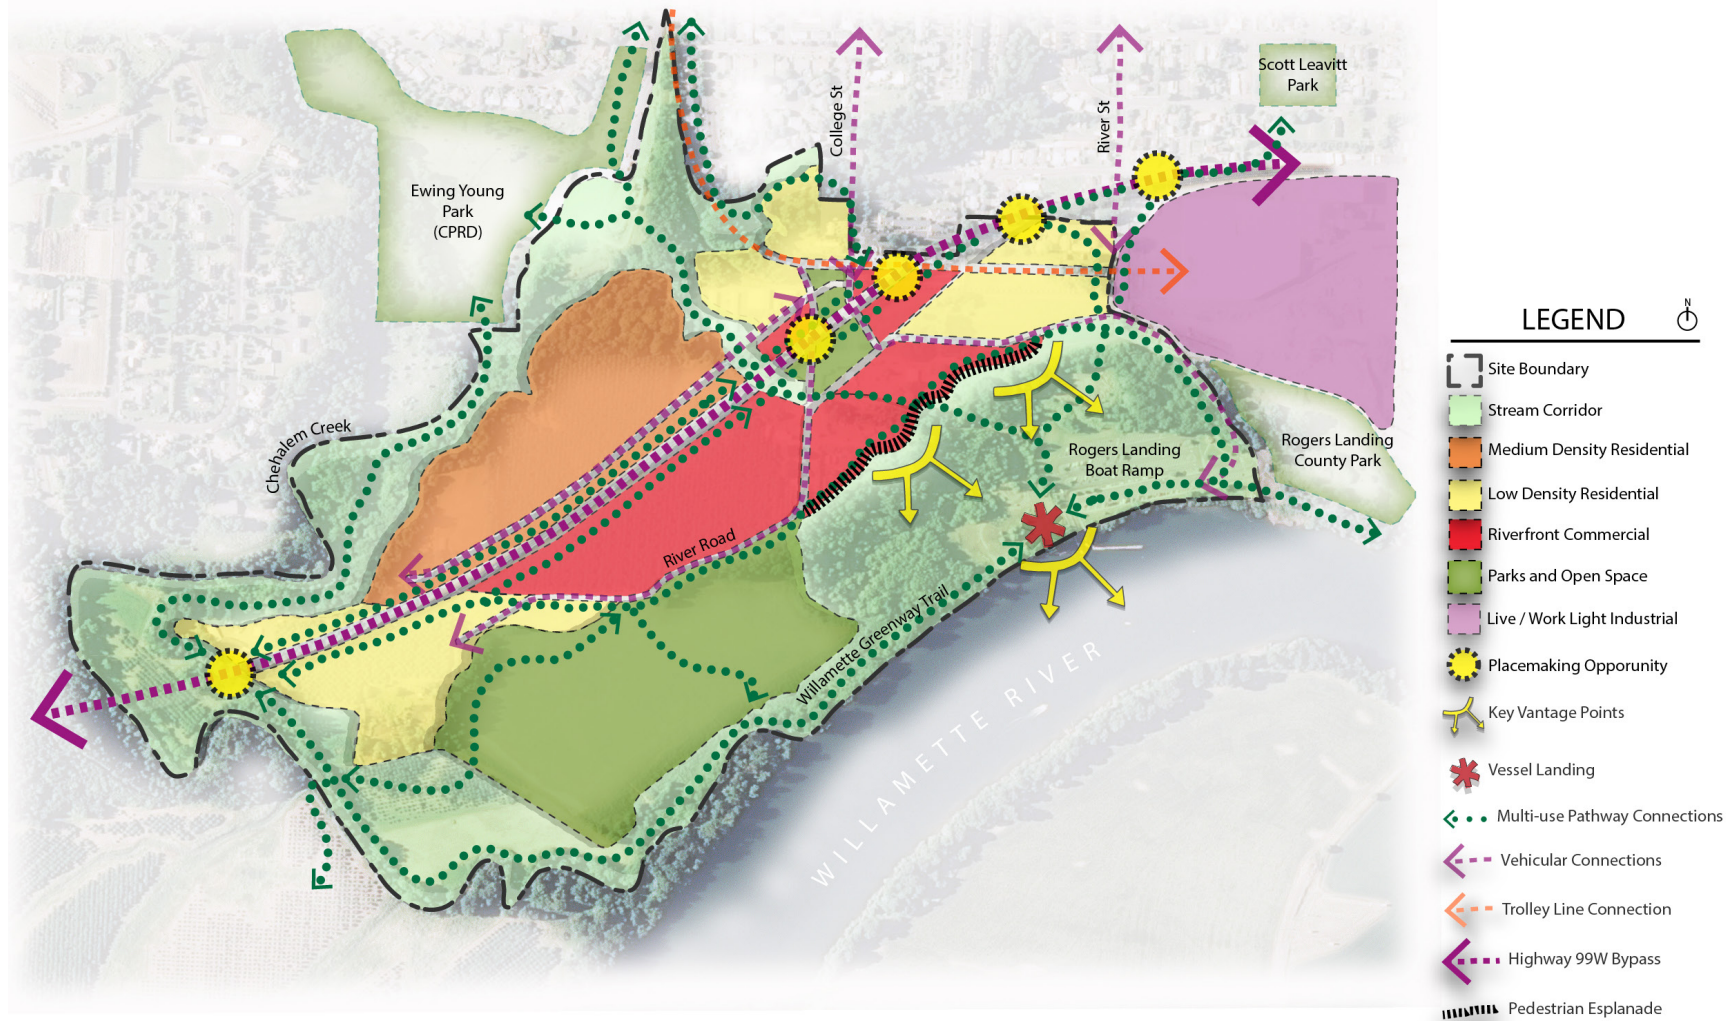 College St
River St
Scott Leavitt
Park
Ewing Young
Park
(CPRD)
Chehalem Creek
Rogers Landing
County Park
Rogers Landing
Boat Ramp
River Road
Willamette Greenway Trail
WILLAMETTE RIVER
N
LEGEND
Site Boundary
Stream Corridor
Medium Density Residential
Low Density Residential
Riverfront Commercial
Parks and Open Space
Live / Work Light Industrial
Placemaking Opporunity
Key Vantage Points
Vessel Landing
Multi-use Pathway Connections
Vehicular Connections
Trolley Line Connection
Highway 99W Bypass
Pedestrian Esplanade